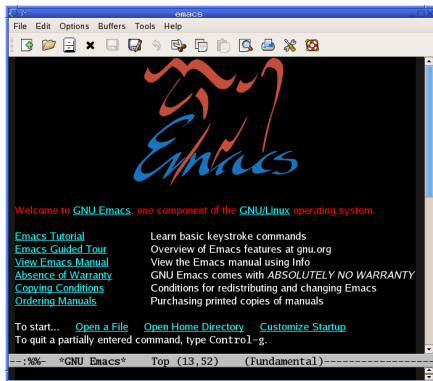 emacs
File Edit Options Buffers Tools Help
Emacs
Welcome to GNU Emacs, one component of the GNU/Linux operating system.
Emacs Tutorial Learn basic keystroke commands
Emacs Guided Tour Overview of Emacs features at gnu.org
View Emacs Manual View the Emacs manual using Info
Absence of Warranty GNU Emacs comes with ABSOLUTELY NO WARRANTY
Copying Conditions Conditions for redistributing and changing Emacs
Ordering Manuals Purchasing printed copies of manuals
To start... Open a File Open Home Directory Customize Startup
To quit a partially entered command, type Control-g.
--:%%- *GNU Emacs* Top (13,52) (Fundamental)------------------